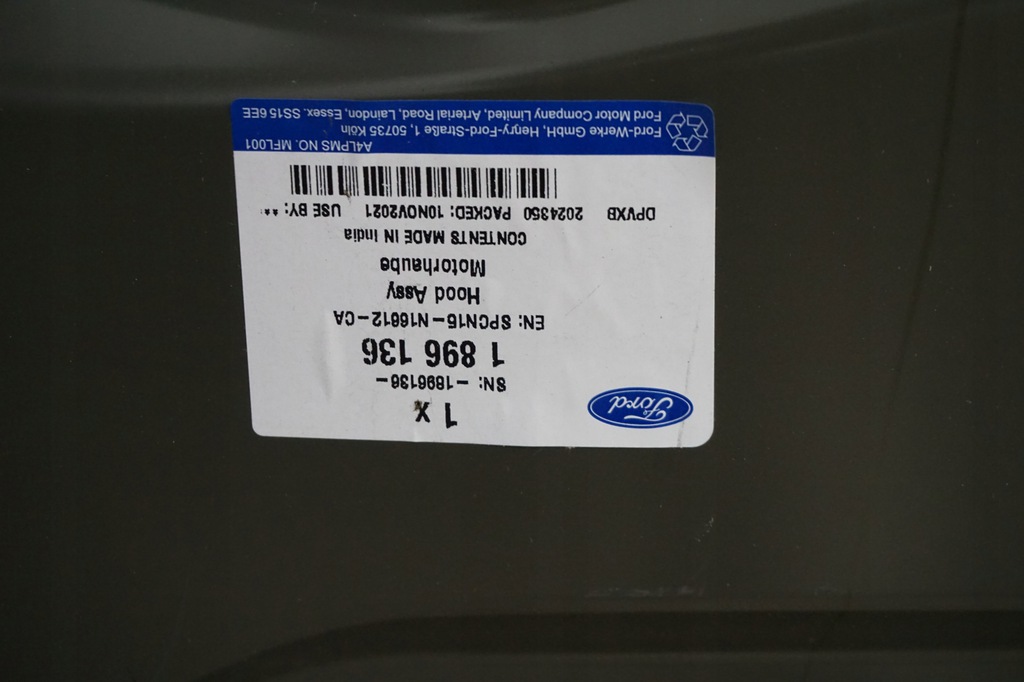 1 x
Ford
SN: -1896136-
1 896 136
EN: SPCN15-N16612-CA
Hood Assy
Motorhaube
CONTENTS MADE IN India
DPVXB 2024350 PACKED: 10NOV2021 USE BY: **
A4LPMS NO. MFL001
Ford-Werke GmbH, Henry-Ford-Straße 1, 50735 Köln
Ford Motor Company Limited, Arterial Road, Laindon, Essex. SS15 6EE